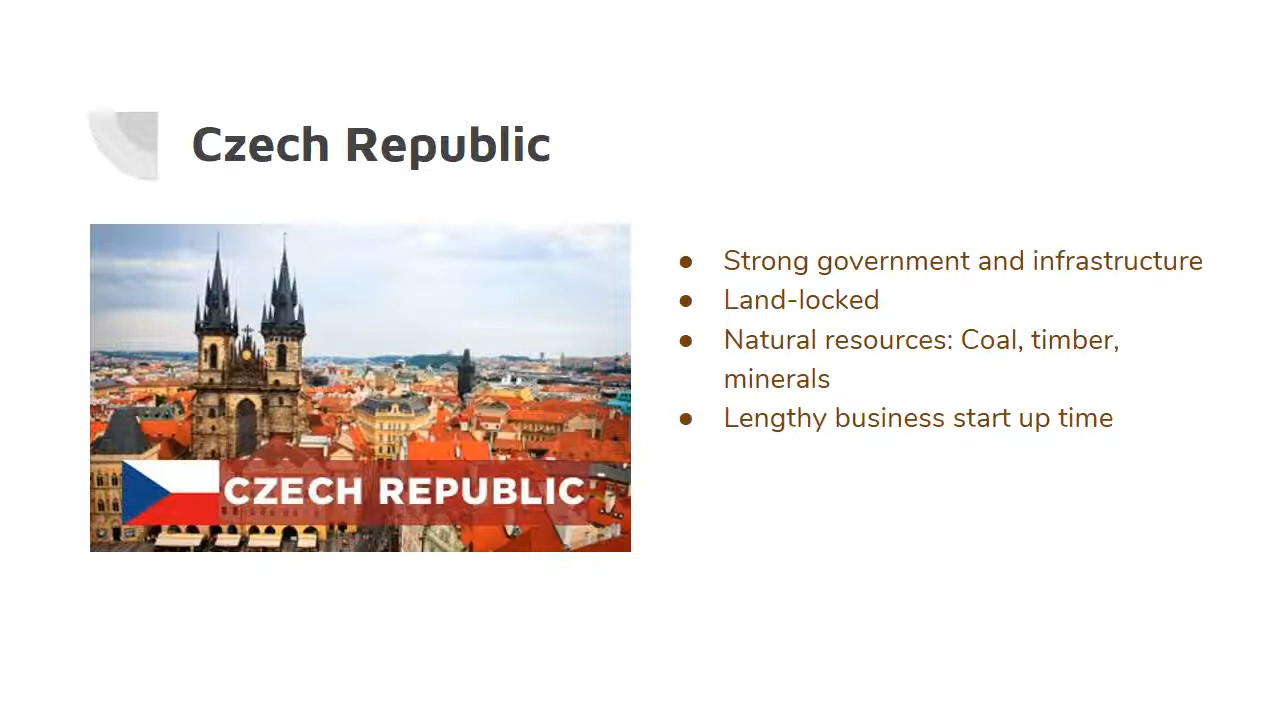 Czech Republic
CZECH REPUBLIC
● Strong government and infrastructure
● Land-locked
● Natural resources: Coal, timber,
minerals
● Lengthy business start up time